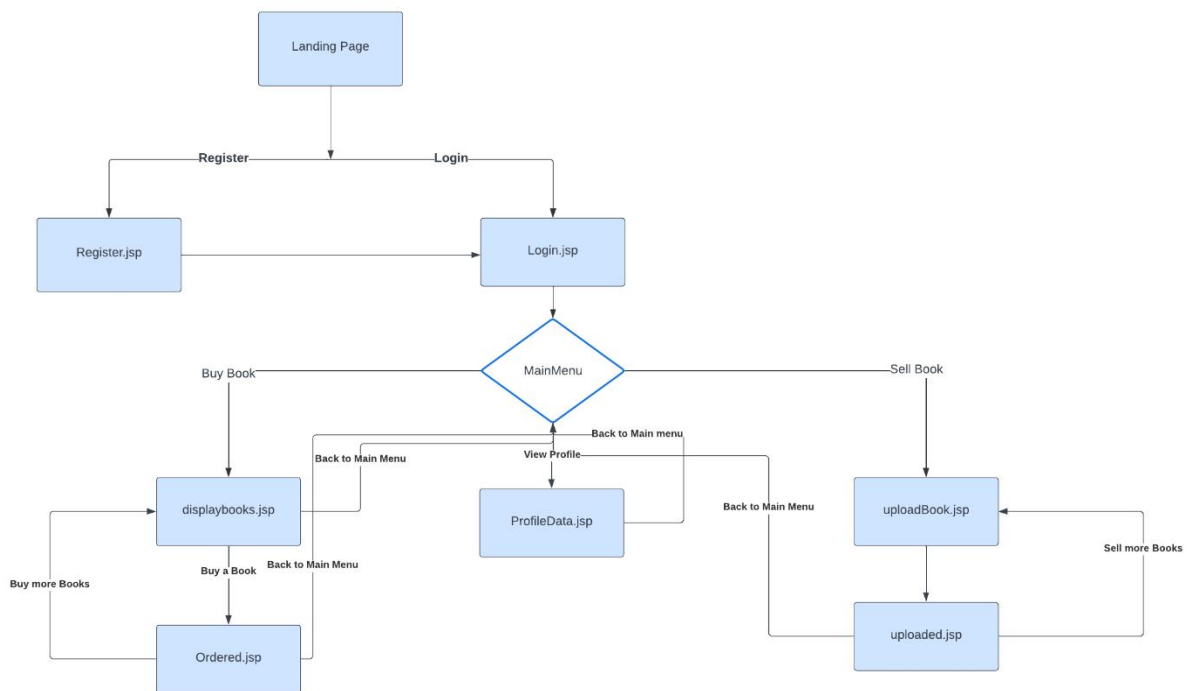 Landing Page
Register
Login
Register.jsp
Login.jsp
MainMenu
Buy Book
Sell Book
Back to Main menu
View Profile
Back to Main Menu
displaybooks.jsp
ProfileData.jsp
Back to Main Menu
uploadBook.jsp
Sell more Books
Buy a Book
Back to Main Menu
Buy more Books
Ordered.jsp
uploaded.jsp